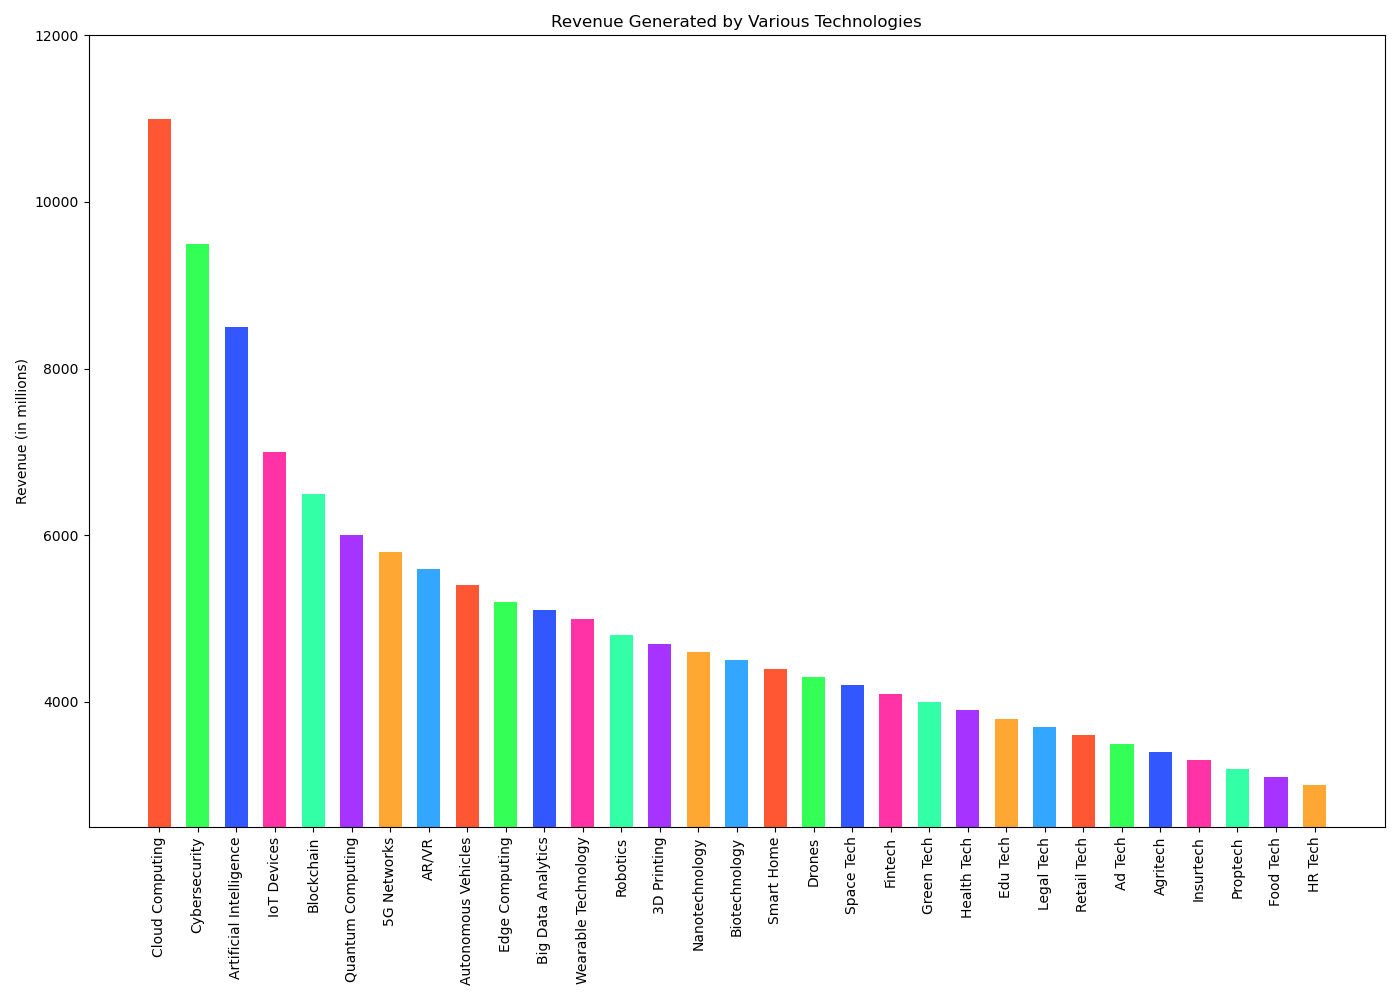 Revenue Generated by Various Technologies
12000
10000
8000
6000
4000
Revenue (in millions)
Cloud Computing
Cybersecurity
Artificial Intelligence
IoT Devices
Blockchain
Quantum Computing
5G Networks
AR/VR
Autonomous Vehicles
Edge Computing
Big Data Analytics
Wearable Technology
Robotics
3D Printing
Nanotechnology
Biotechnology
Smart Home
Drones
Space Tech
Fintech
Green Tech
Health Tech
Edu Tech
Legal Tech
Retail Tech
Ad Tech
Agritech
Insurtech
Proptech
Food Tech
HR Tech